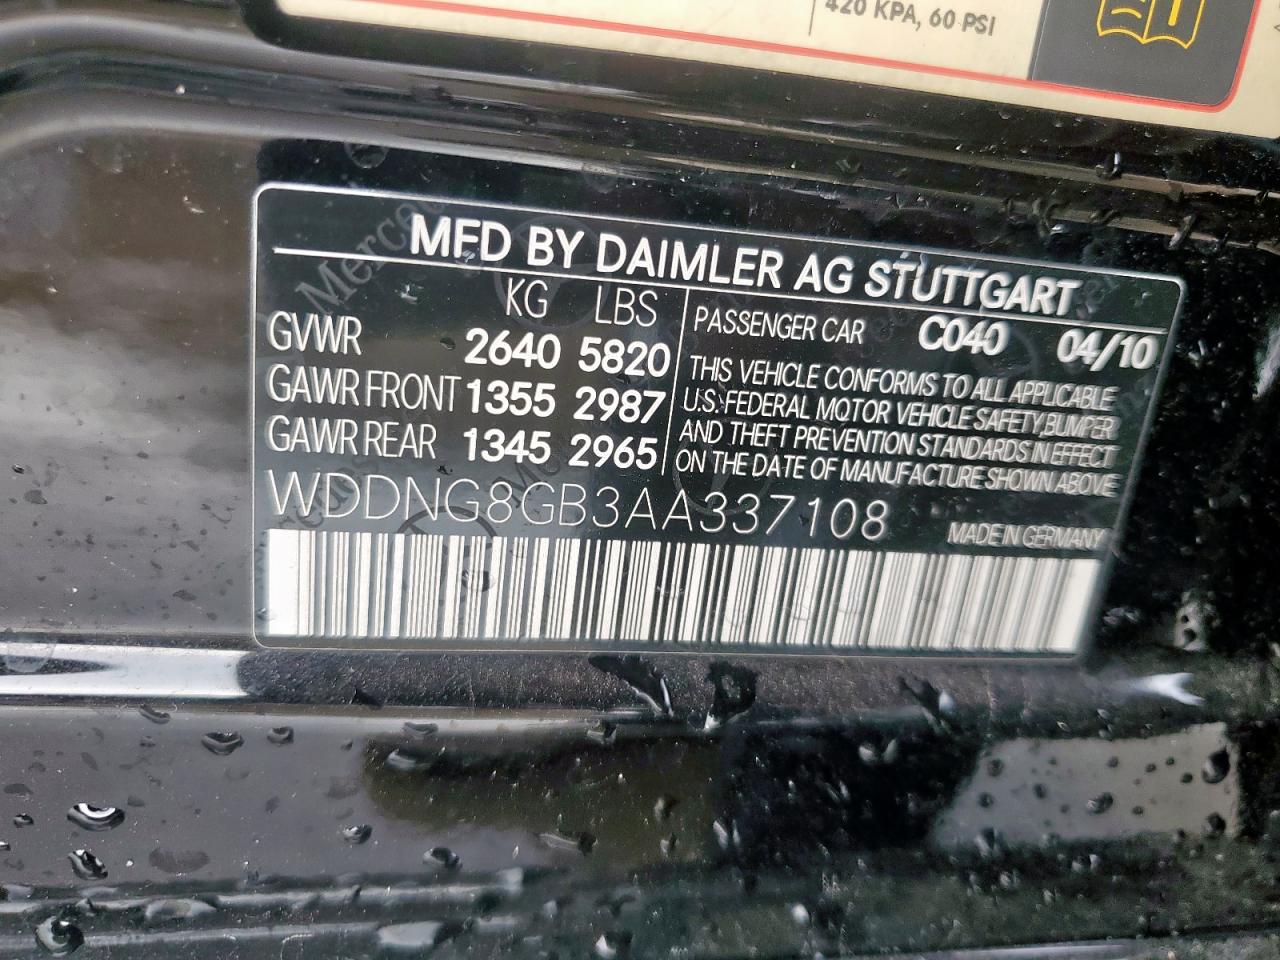 420 KPA, 60 PSI
MFD BY DAIMLER AG STUTTGART
KG LBS
GVWR 2640 5820
GAWR FRONT 1355 2987
GAWR REAR 1345 2965
PASSENGER CAR C040 04/10
THIS VEHICLE CONFORMS TO ALL APPLICABLE
U.S. FEDERAL MOTOR VEHICLE SAFETY, BUMPER
AND THEFT PREVENTION STANDARDS IN EFFECT
ON THE DATE OF MANUFACTURE SHOWN ABOVE
WDDNG8GB3AA337108
MADE IN GERMANY